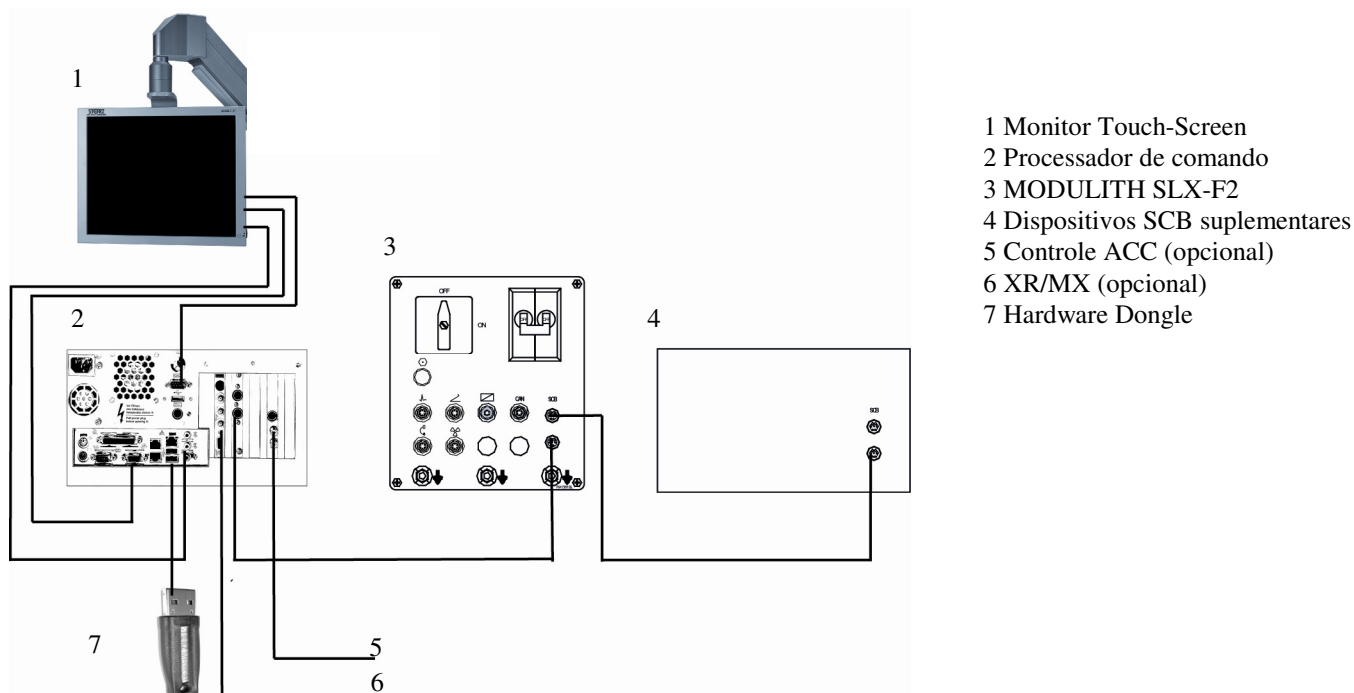 1
STORZ
2
3
OFF
ON
CAN
SCB
4
SCB
7
5
6
1 Monitor Touch-Screen
2 Processador de comando
3 MODULITH SLX-F2
4 Dispositivos SCB suplementares
5 Controle ACC (opcional)
6 XR/MX (opcional)
7 Hardware Dongle